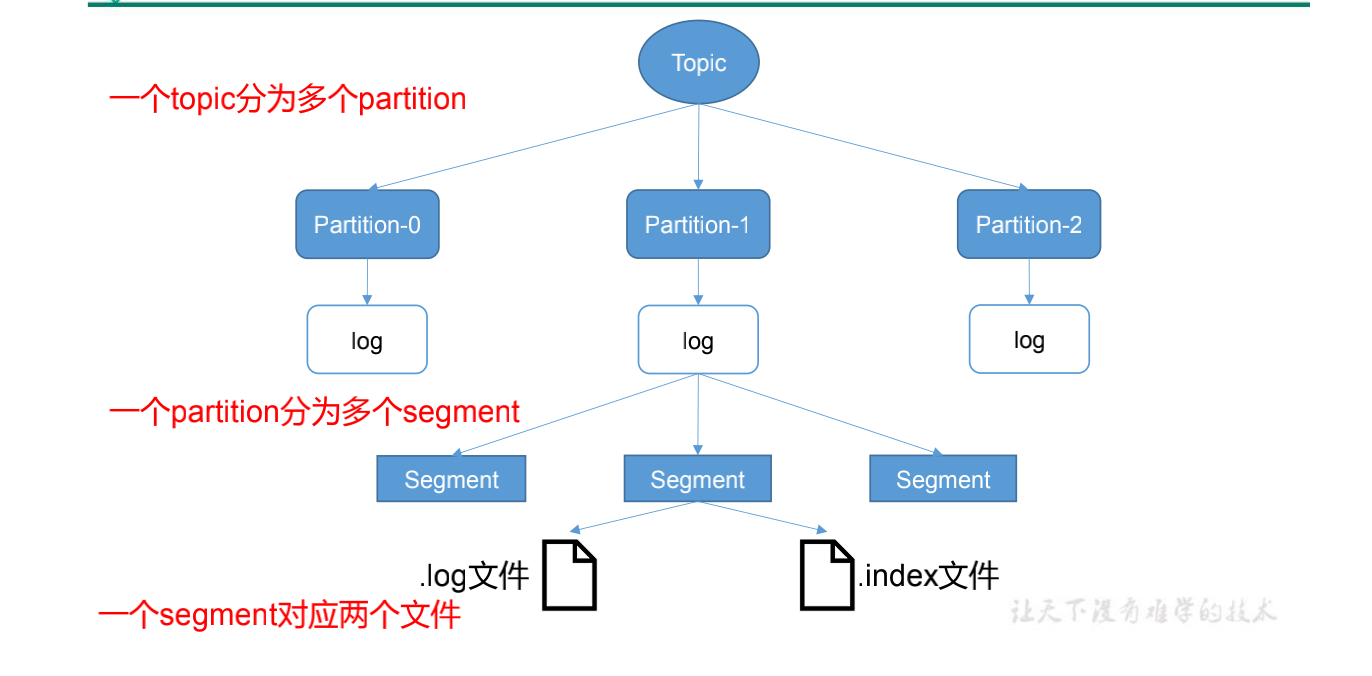 Topic
一个topic分为多个partition
Partition-0
Partition-1
Partition-2
log
log
log
一个partition分为多个segment
Segment
Segment
Segment
.log文件
.index文件
一个segment对应两个文件
让天下没有难学的技术